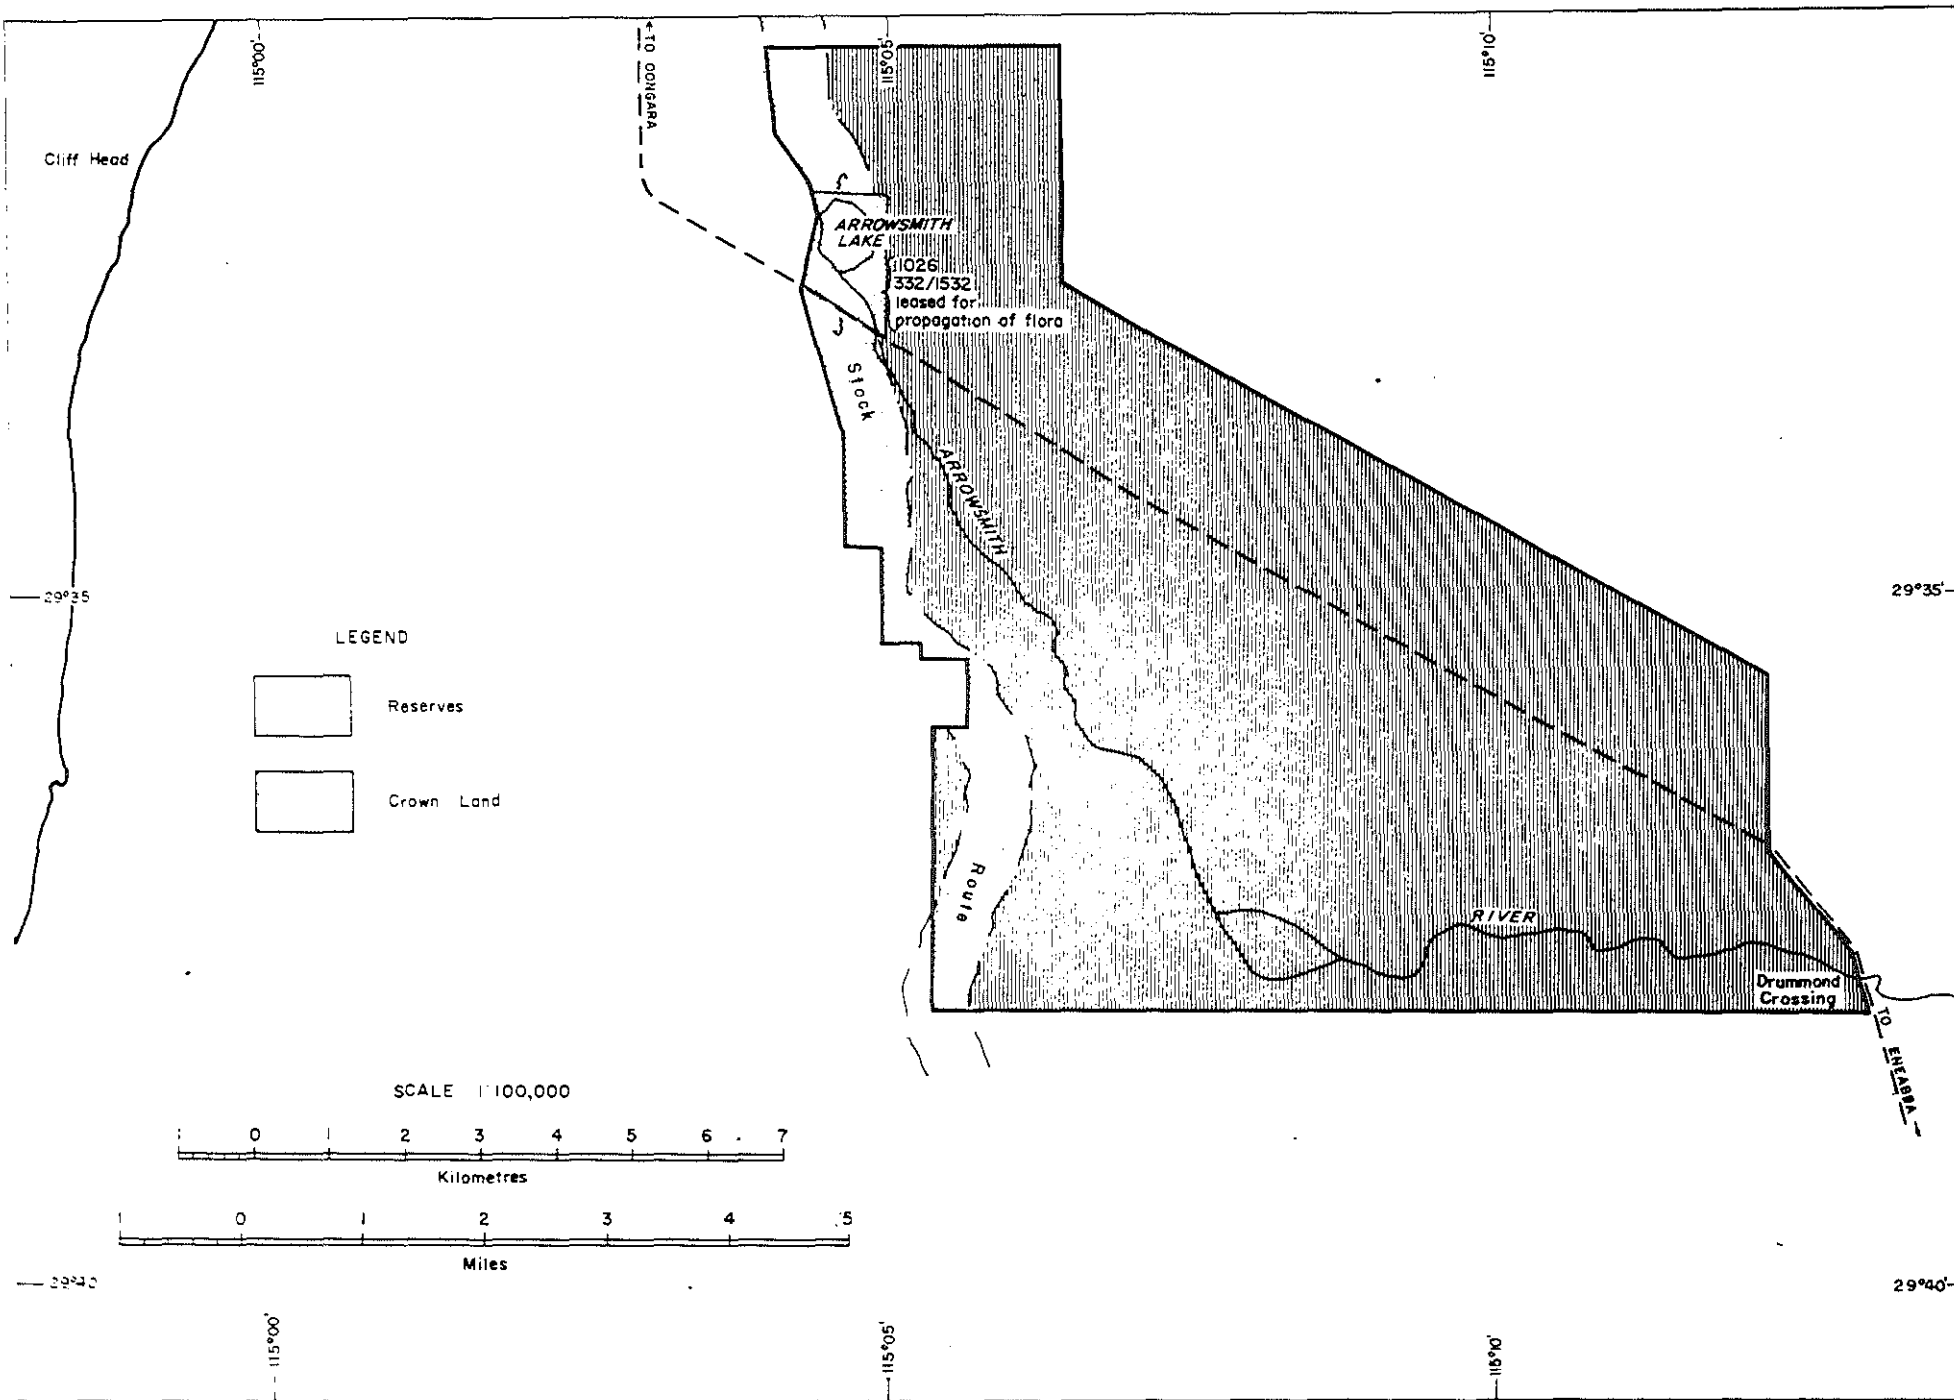 115°00'
TO DONGARA
115°05'
115°10'
Cliff Head
ARROWSMITH
LAKE
11026
332/1532
leased for
propagation of flora
Stock
ARROWSMITH
29°35
29°35'
LEGEND
Reserves
Crown Land
Route
RIVER
Drummond
Crossing
TO ENEABBA
SCALE 1:100,000
1 0 1 2 3 4 5 6 7
Kilometres
1 0 1 2 3 4 5
Miles
29°40'
115°00'
115°05'
115°10'